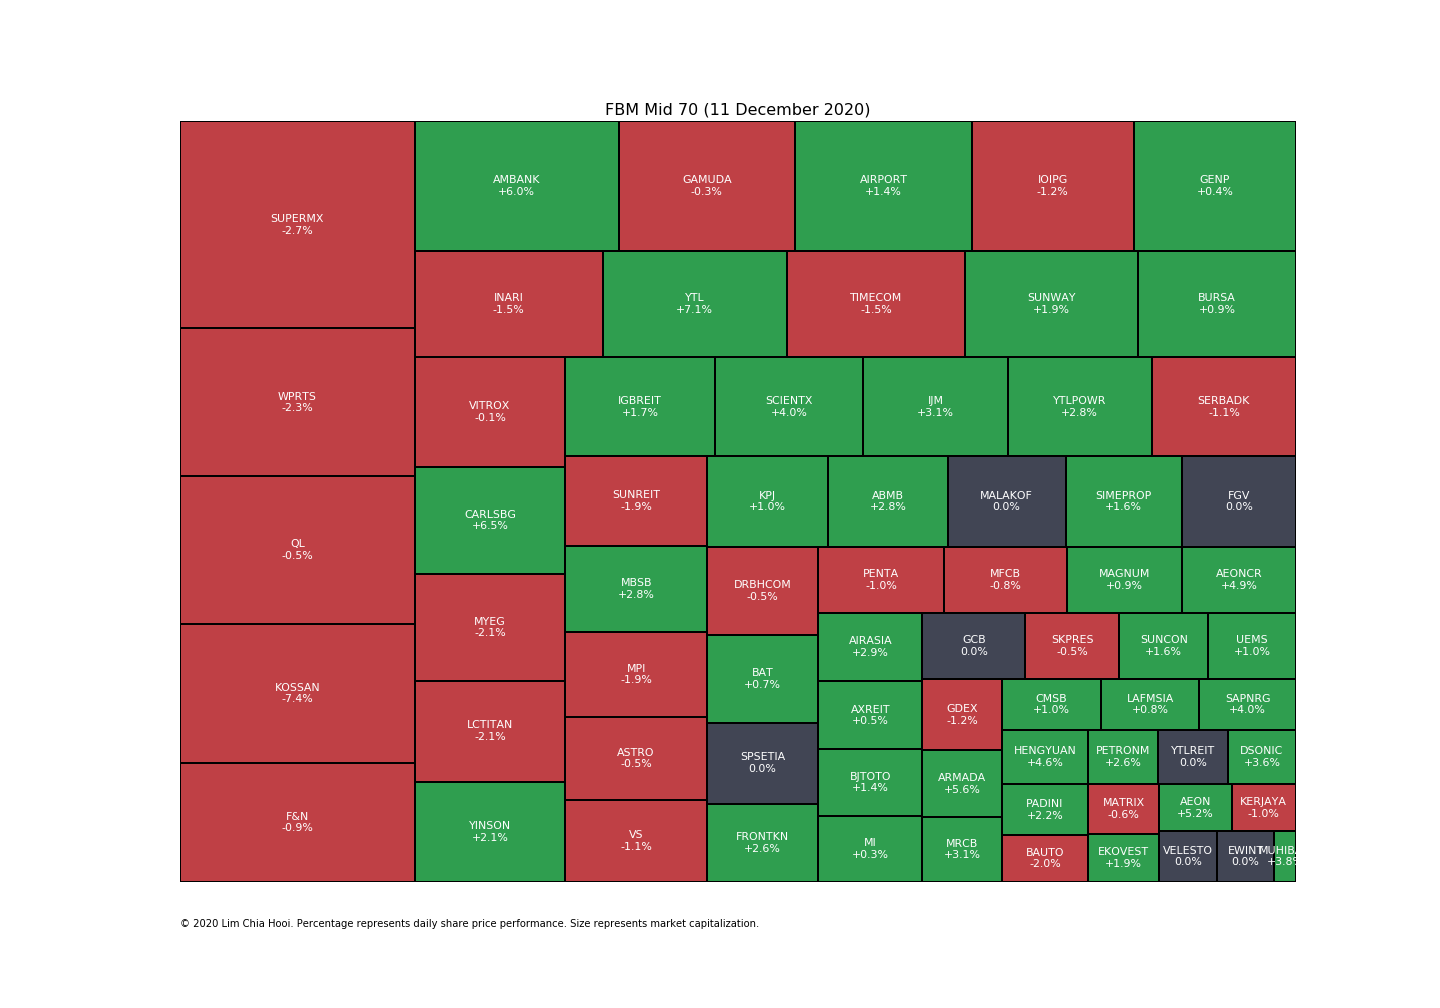 FBM Mid 70 (11 December 2020)
SUPERMX
-2.7%
WPRTS
-2.3%
QL
-0.5%
KOSSAN
-7.4%
F&N
-0.9%
AMBANK
+6.0%
GAMUDA
-0.3%
AIRPORT
+1.4%
IOIPG
-1.2%
GENP
+0.4%
INARI
-1.5%
YTL
+7.1%
TIMECOM
-1.5%
SUNWAY
+1.9%
BURSA
+0.9%
VITROX
-0.1%
CARLSBG
+6.5%
MYEG
-2.1%
LCTITAN
-2.1%
YINSON
+2.1%
IGBREIT
+1.7%
SCIENTX
+4.0%
IJM
+3.1%
YTLPOWR
+2.8%
SERBADK
-1.1%
SUNREIT
-1.9%
MBSB
+2.8%
MPI
-1.9%
ASTRO
-0.5%
VS
-1.1%
KPJ
+1.0%
ABMB
+2.8%
MALAKOF
0.0%
SIMEPROP
+1.6%
FGV
0.0%
DRBHCOM
-0.5%
BAT
+0.7%
SPSETIA
0.0%
FRONTKN
+2.6%
PENTA
-1.0%
MFCB
-0.8%
MAGNUM
+0.9%
AEONCR
+4.9%
AIRASIA
+2.9%
AXREIT
+0.5%
BJTOTO
+1.4%
MI
+0.3%
GCB
0.0%
SKPRES
-0.5%
SUNCON
+1.6%
UEMS
+1.0%
GDEX
-1.2%
ARMADA
+5.6%
MRCB
+3.1%
CMSB
+1.0%
LAFMSIA
+0.8%
SAPNRG
+4.0%
HENGYUAN
+4.6%
PETRONM
+2.6%
YTLREIT
0.0%
DSONIC
+3.6%
PADINI
+2.2%
BAUTO
-2.0%
MATRIX
-0.6%
EKOVEST
+1.9%
AEON
+5.2%
KERJAYA
-1.0%
VELESTO
0.0%
EWINT
0.0%
+3.8%
© 2020 Lim Chia Hooi. Percentage represents daily share price performance. Size represents market capitalization.